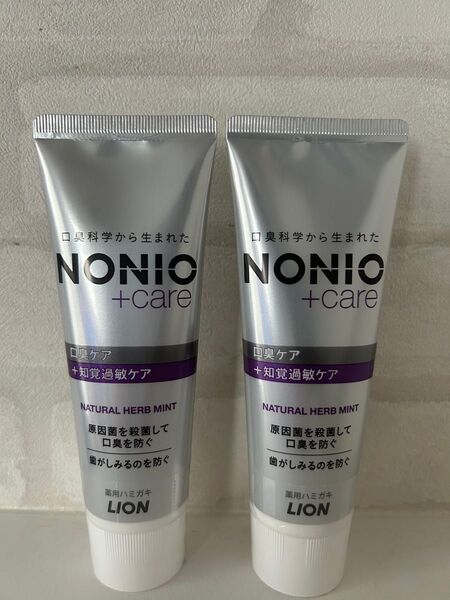 口臭科学から生まれた
NONIO
+care
口臭ケア
+知覚過敏ケア
NATURAL HERB MINT
原因菌を殺菌して
口臭を防ぐ
歯がしみるのを防ぐ
薬用ハミガキ
LION
口臭科学から生まれた
NONIO
+care
口臭ケア
+知覚過敏ケア
NATURAL HERB MINT
原因菌を殺菌して
口臭を防ぐ
歯がしみるのを防ぐ
薬用ハミガキ
LION